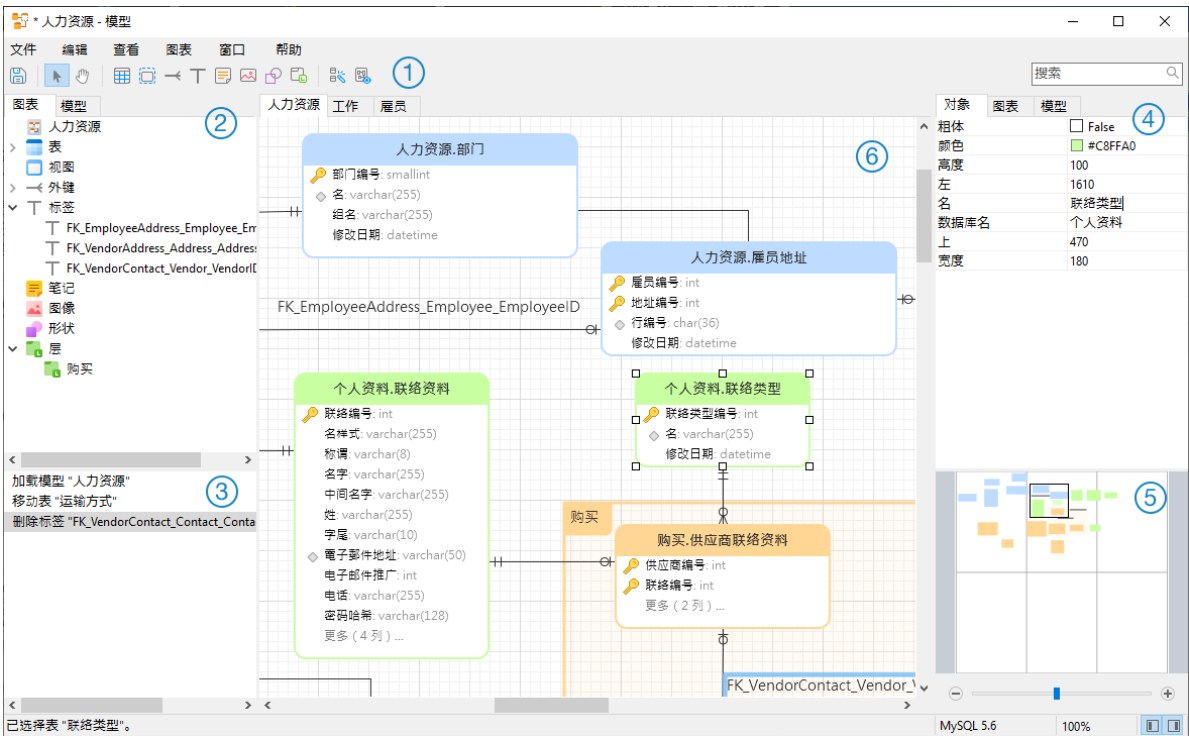 * 人力资源 - 模型
文件 编辑 查看 图表 窗口 帮助
①
搜索
图表 模型
②
人力资源
表
视图
外键
标签
FK_EmployeeAddress_Employee_Em
FK_VendorAddress_Address_Address
FK_VendorContact_Vendor_VendorID
笔记
图像
形状
层
购买
加载模型 "人力资源"
③
移动表 "运输方式"
删除标签 "FK_VendorContact_Contact_Conta
人力资源 工作 雇员
⑥
人力资源.部门
部门编号: smallint
名: varchar(255)
组名: varchar(255)
修改日期: datetime
人力资源.雇员地址
雇员编号: int
地址编号: int
行编号: char(36)
修改日期: datetime
FK_EmployeeAddress_Employee_EmployeeID
个人资料.联络资料
联络编号: int
名样式: varchar(255)
称谓: varchar(8)
名字: varchar(255)
中间名字: varchar(255)
姓: varchar(255)
字尾: varchar(10)
電子郵件地址: varchar(50)
电子邮件推广: int
电话: varchar(255)
密码哈希: varchar(128)
更多 ( 4 列 ) ...
个人资料.联络类型
联络类型编号: int
名: varchar(255)
修改日期: datetime
购买
购买.供应商联络资料
供应商编号: int
联络编号: int
更多 ( 2 列 ) ...
FK_VendorContact_Vendor_V
对象 图表 模型
④
粗体 False
颜色 #C8FFA0
高度 100
左 1610
名 联络类型
数据库名 个人资料
上 470
宽度 180
⑤
已选择表 "联络类型"。
MySQL 5.6
100%